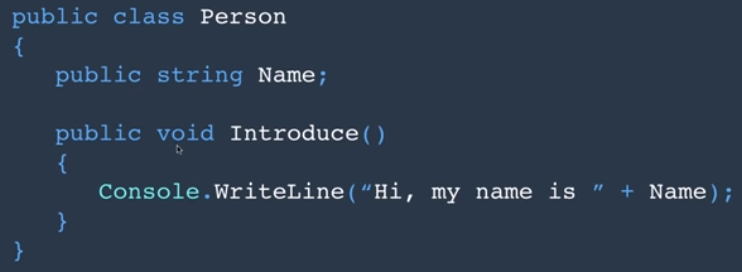 public class Person
{
public string Name;
public void Introduce()
{
Console.WriteLine(“Hi, my name is ” + Name);
}
}